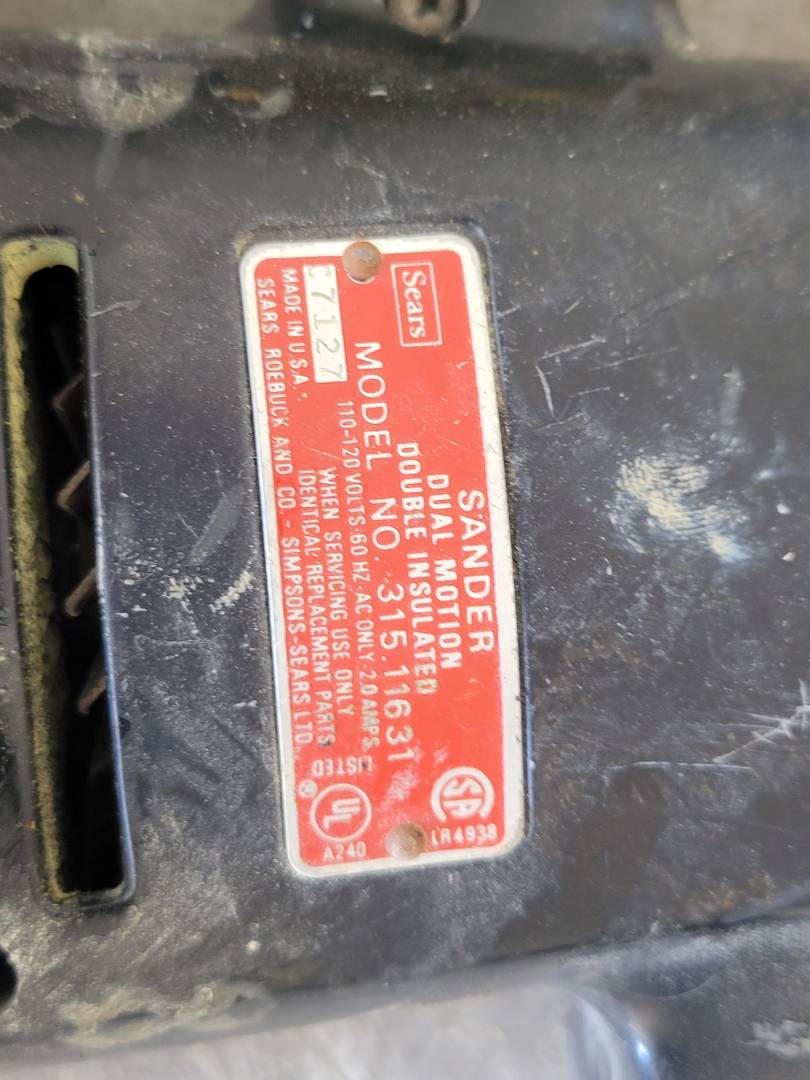 Sears
SANDER
DUAL MOTION
DOUBLE INSULATED
MODEL NO. 315.11631
110-120 VOLTS-60 HZ-AC ONLY-2.0 AMPS.
WHEN SERVICING USE ONLY
IDENTICAL REPLACEMENT PARTS
7127
MADE IN U.S.A.
SEARS, ROEBUCK AND CO. - SIMPSONS-SEARS LTD.
SA
LR4938
LISTED
UL
®
A240